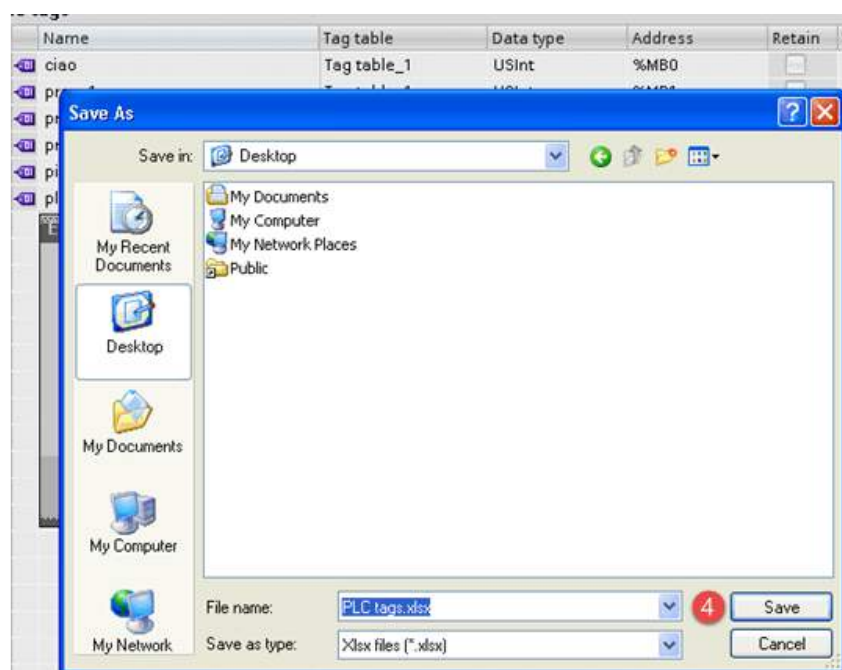 Name Tag table Data type Address Retain
ciao Tag table_1 USInt %MB0
Save As
Save in: Desktop
My Documents
My Computer
My Network Places
Public
My Recent
Documents
Desktop
My Documents
My Computer
My Network
File name: PLC tags.xlsx 4 Save
Save as type: Xlsx files (*.xlsx) Cancel